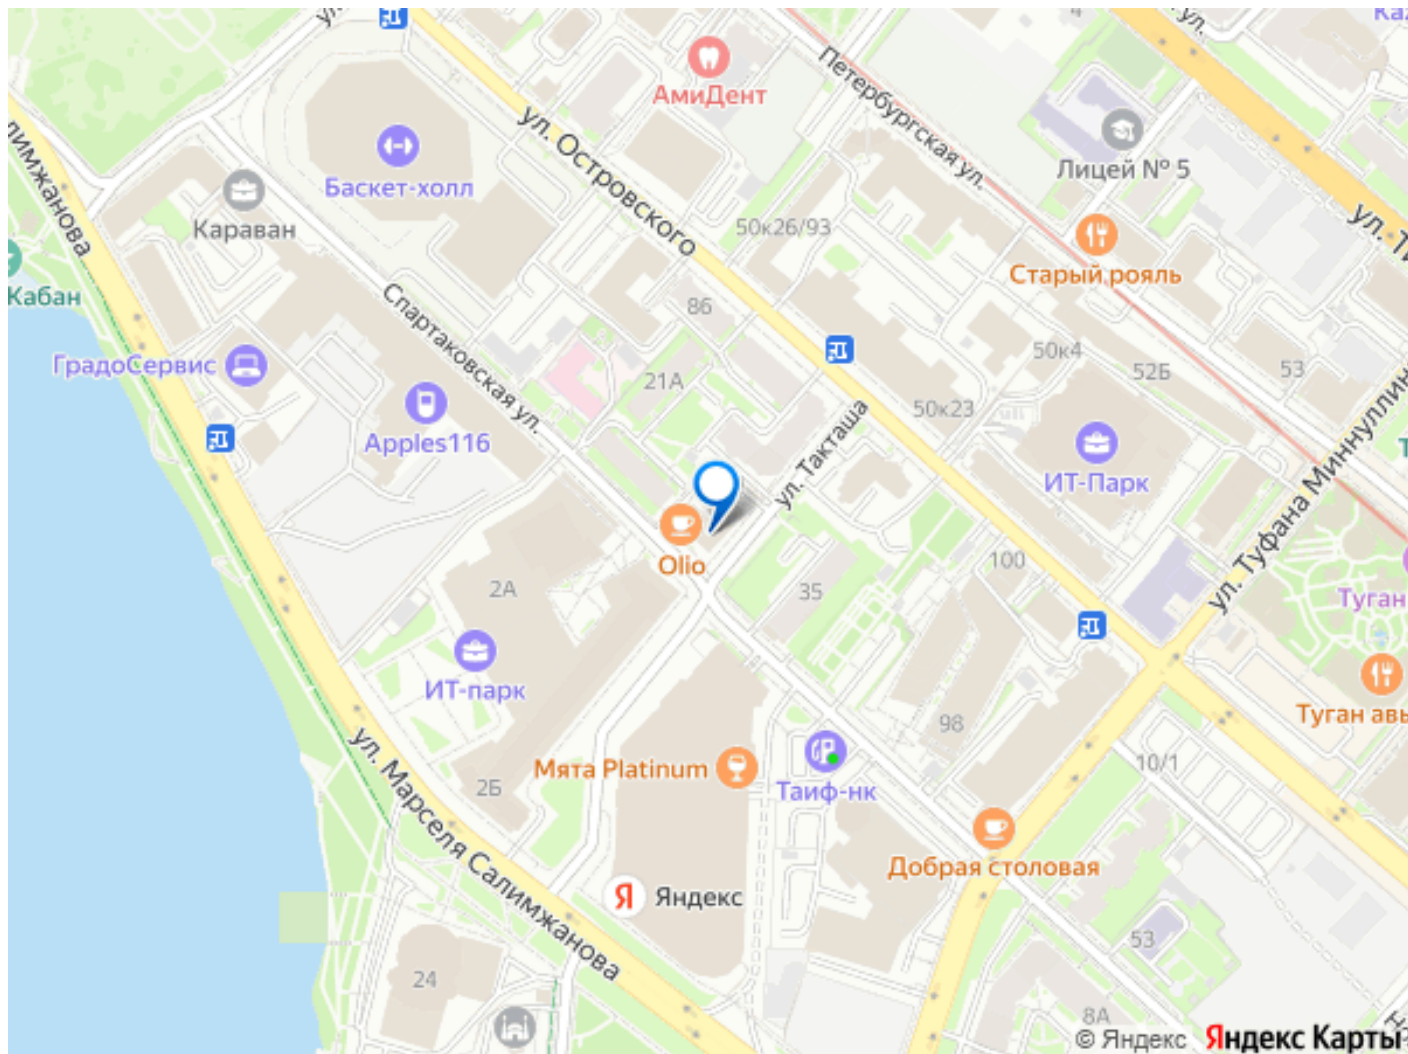 АмиДент
Петербургская ул.
ул. Островского
Лицей № 5
Баскет-холл
Караван
50к26/93
Старый рояль
лимжанова
Кабан
Спартаковская ул.
86
ГрадоСервис
21А
50к4
52Б
53
50к23
Apples116
ул. Такташа
ИТ-Парк
ул. Туфана Миннуллин
Olio
2А
35
100
Туган
ИТ-парк
Туган авы
98
ул. Марселя Салимжанова
Мята Platinum
2Б
Таиф-нк
10/1
Добрая столовая
Яндекс
53
24
8А
© Яндекс Яндекс Карты